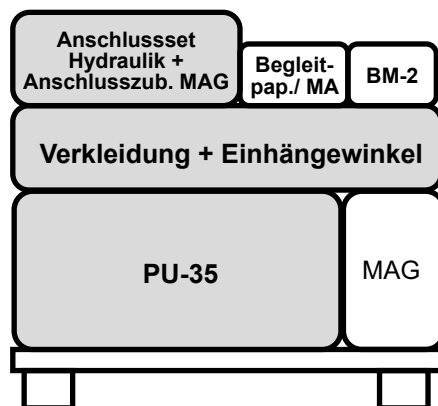 Anschlussset
Hydraulik +
Anschlusszub. MAG
Begleit-
pap./ MA
BM-2
Verkleidung + Einhängewinkel
PU-35
MAG